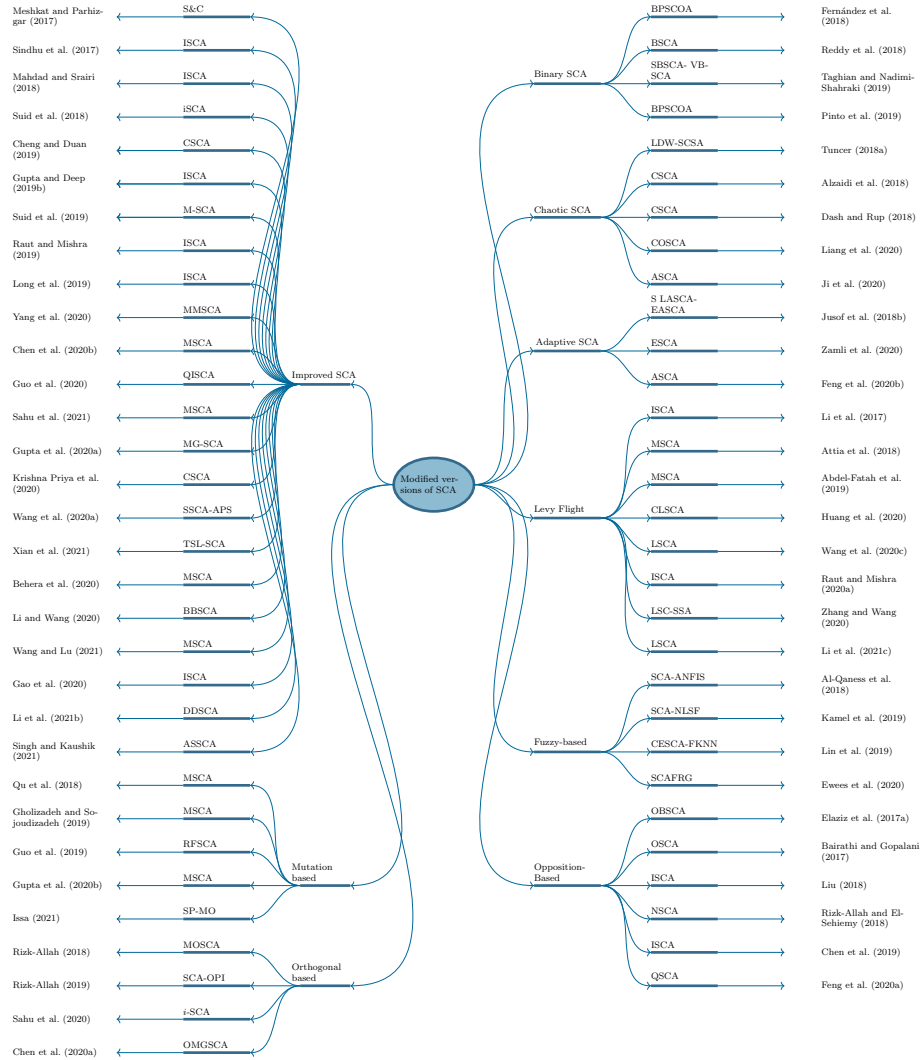 Modified ver-
sions of SCA
Improved SCA
S&C
Meshkat and Parhiz-
gar (2017)
ISCA
Sindhu et al. (2017)
ISCA
Mahdad and Srairi
(2018)
iSCA
Suid et al. (2018)
CSCA
Cheng and Duan
(2019)
ISCA
Gupta and Deep
(2019b)
M-SCA
Suid et al. (2019)
ISCA
Raut and Mishra
(2019)
ISCA
Long et al. (2019)
MMSCA
Yang et al. (2020)
MSCA
Chen et al. (2020b)
QISCA
Guo et al. (2020)
MSCA
Sahu et al. (2021)
MG-SCA
Gupta et al. (2020a)
CSCA
Krishna Priya et al.
(2020)
SSCA-APS
Wang et al. (2020a)
TSL-SCA
Xian et al. (2021)
MSCA
Behera et al. (2020)
BBSCA
Li and Wang (2020)
MSCA
Wang and Lu (2021)
ISCA
Gao et al. (2020)
DDSCA
Li et al. (2021b)
ASSCA
Singh and Kaushik
(2021)
Mutation
based
MSCA
Qu et al. (2018)
MSCA
Gholizadeh and So-
joudizadeh (2019)
RFSCA
Guo et al. (2019)
MSCA
Gupta et al. (2020b)
SP-MO
Issa (2021)
Orthogonal
based
MOSCA
Rizk-Allah (2018)
SCA-OPI
Rizk-Allah (2019)
i-SCA
Sahu et al. (2020)
OMGSCA
Chen et al. (2020a)
Binary SCA
BPSCOA
Fernández et al.
(2018)
BSCA
Reddy et al. (2018)
SBSCA- VB-
SCA
Taghian and Nadimi-
Shahraki (2019)
BPSCOA
Pinto et al. (2019)
Chaotic SCA
LDW-SCSA
Tuncer (2018a)
CSCA
Alzaidi et al. (2018)
CSCA
Dash and Rup (2018)
COSCA
Liang et al. (2020)
ASCA
Ji et al. (2020)
Adaptive SCA
S LASCA-
EASCA
Jusof et al. (2018b)
ESCA
Zamli et al. (2020)
ASCA
Feng et al. (2020b)
Levy Flight
ISCA
Li et al. (2017)
MSCA
Attia et al. (2018)
MSCA
Abdel-Fatah et al.
(2019)
CLSCA
Huang et al. (2020)
LSCA
Wang et al. (2020c)
ISCA
Raut and Mishra
(2020a)
LSC-SSA
Zhang and Wang
(2020)
LSCA
Li et al. (2021c)
Fuzzy-based
SCA-ANFIS
Al-Qaness et al.
(2018)
SCA-NLSF
Kamel et al. (2019)
CESCA-FKNN
Lin et al. (2019)
SCAFRG
Ewees et al. (2020)
Opposition-
Based
OBSCA
Elaziz et al. (2017a)
OSCA
Bairathi and Gopalani
(2017)
ISCA
Liu (2018)
NSCA
Rizk-Allah and El-
Sehiemy (2018)
ISCA
Chen et al. (2019)
QSCA
Feng et al. (2020a)